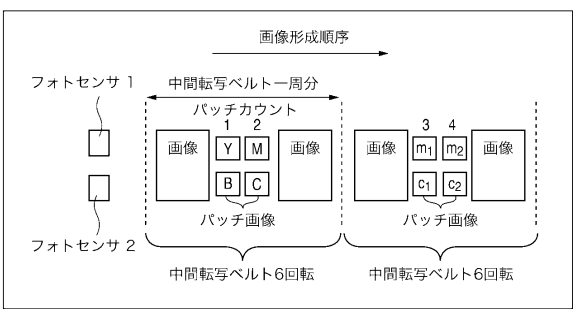 画像形成順序
フォトセンサ 1
中間転写ベルト一周分
パッチカウント
1 2
3 4
画像 Y M 画像
画像 m1 m2 画像
B C
c1 c2
パッチ画像
パッチ画像
フォトセンサ 2
中間転写ベルト6回転
中間転写ベルト6回転